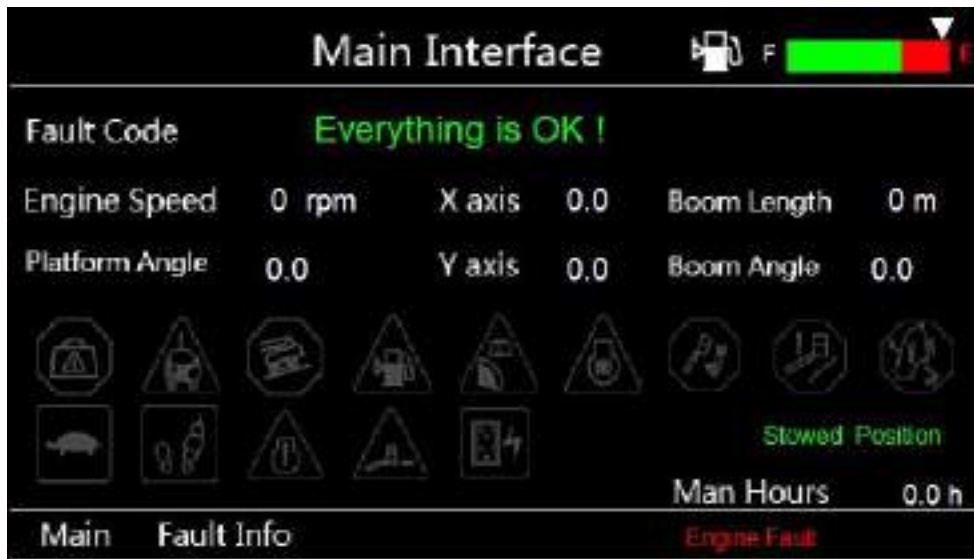 Main Interface F E
Fault Code Everything is OK !
Engine Speed 0 rpm X axis 0.0 Boom Length 0 m
Platform Angle 0.0 Y axis 0.0 Boom Angle 0.0
Stowed Position
Man Hours 0.0 h
Main Fault Info Engine Fault